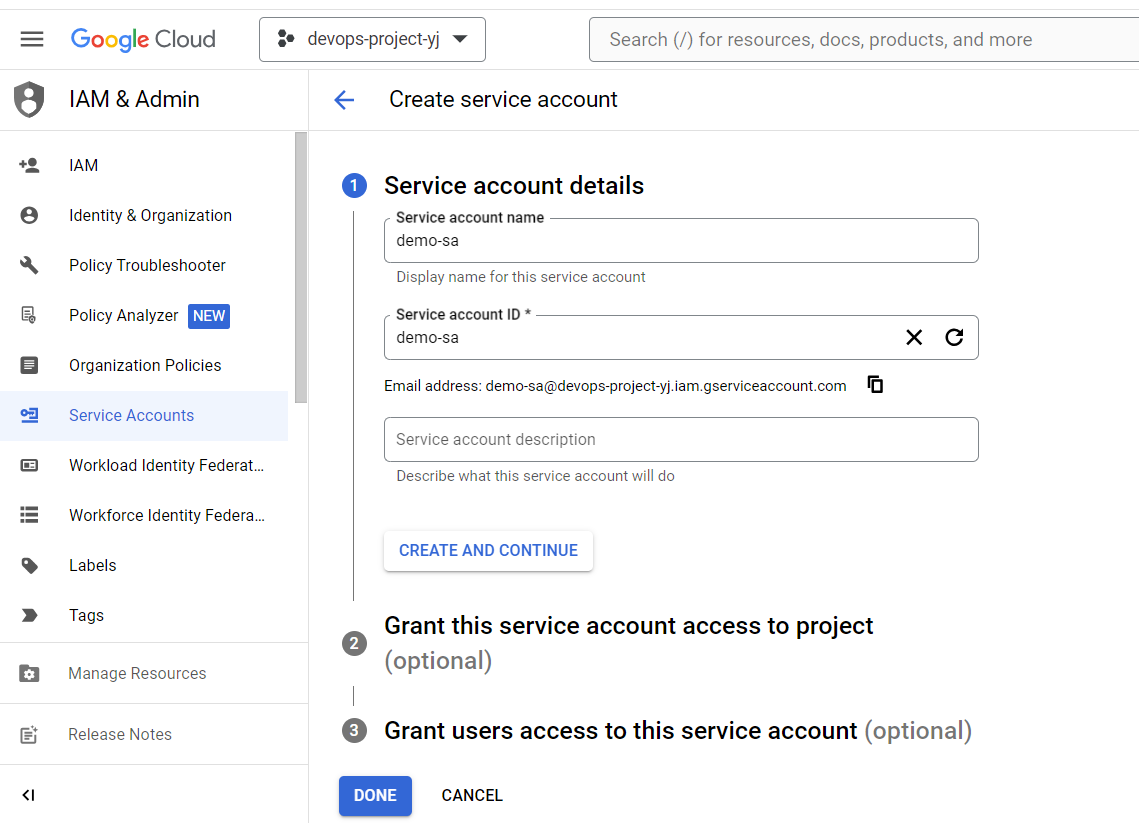 Google Cloud
devops-project-yj
Search (/) for resources, docs, products, and more
IAM & Admin
Create service account
IAM
Identity & Organization
Policy Troubleshooter
Policy Analyzer NEW
Organization Policies
Service Accounts
Workload Identity Federat...
Workforce Identity Federa...
Labels
Tags
Manage Resources
Release Notes
1 Service account details
Service account name
demo-sa
Display name for this service account
Service account ID *
demo-sa
Email address: demo-sa@devops-project-yj.iam.gserviceaccount.com
Service account description
Describe what this service account will do
CREATE AND CONTINUE
2 Grant this service account access to project
(optional)
3 Grant users access to this service account (optional)
DONE CANCEL